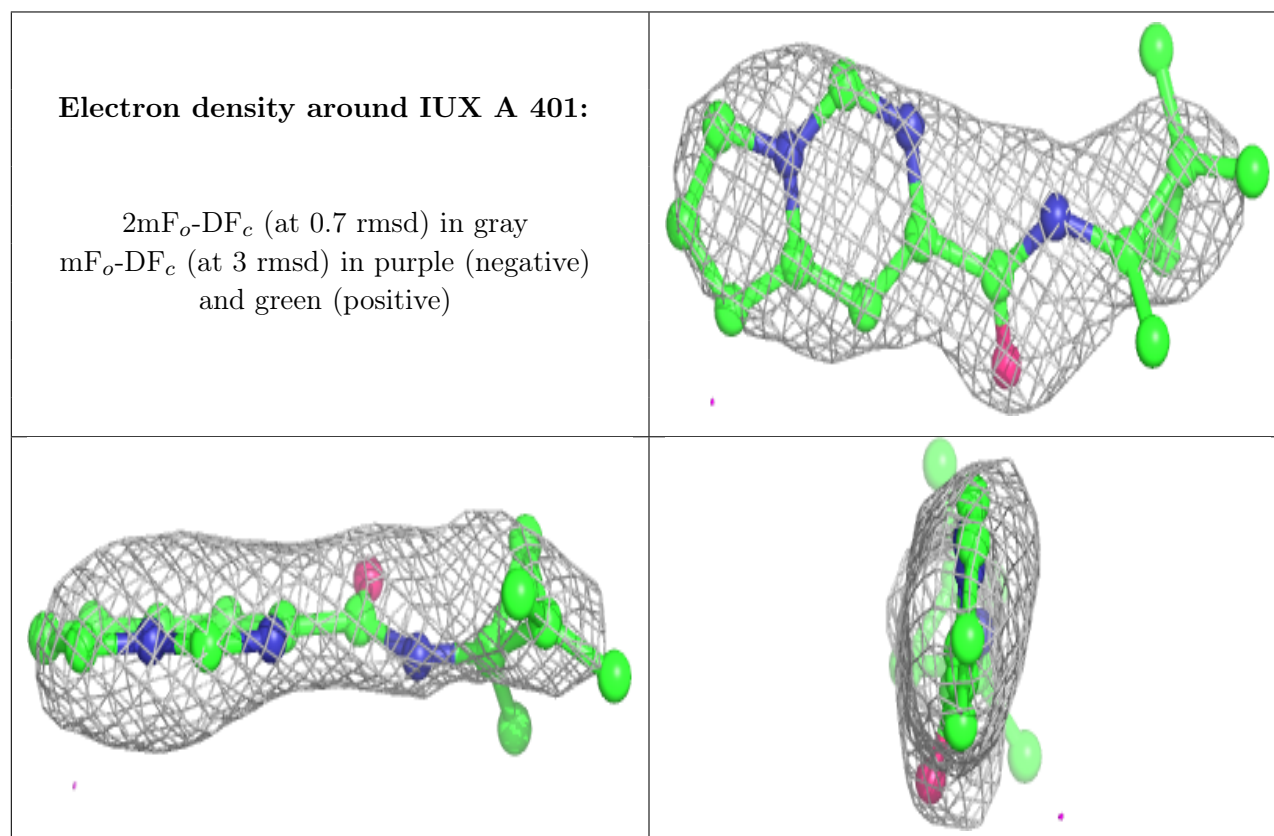 Electron density around IUX A 401:
2mFo-DFc (at 0.7 rmsd) in gray
mFo-DFc (at 3 rmsd) in purple (negative)
and green (positive)